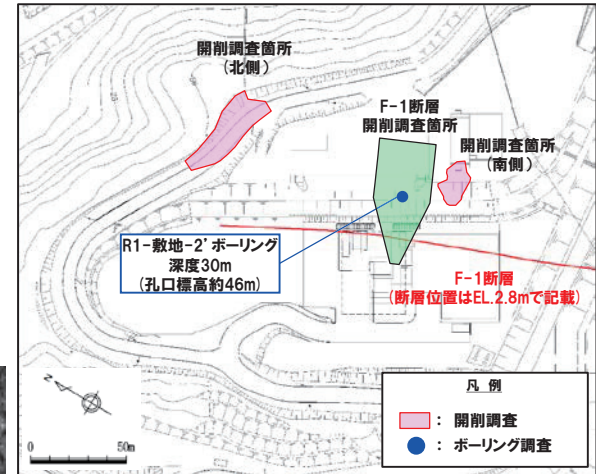 開削調査箇所
(北側)
F-1断層
開削調査箇所
開削調査箇所
(南側)
R1-敷地-2'ボーリング
深度30m
(孔口標高約46m)
F-1断層
(断層位置はEL.2.8mで記載)
凡 例
: 開削調査
: ボーリング調査
N
0 50m